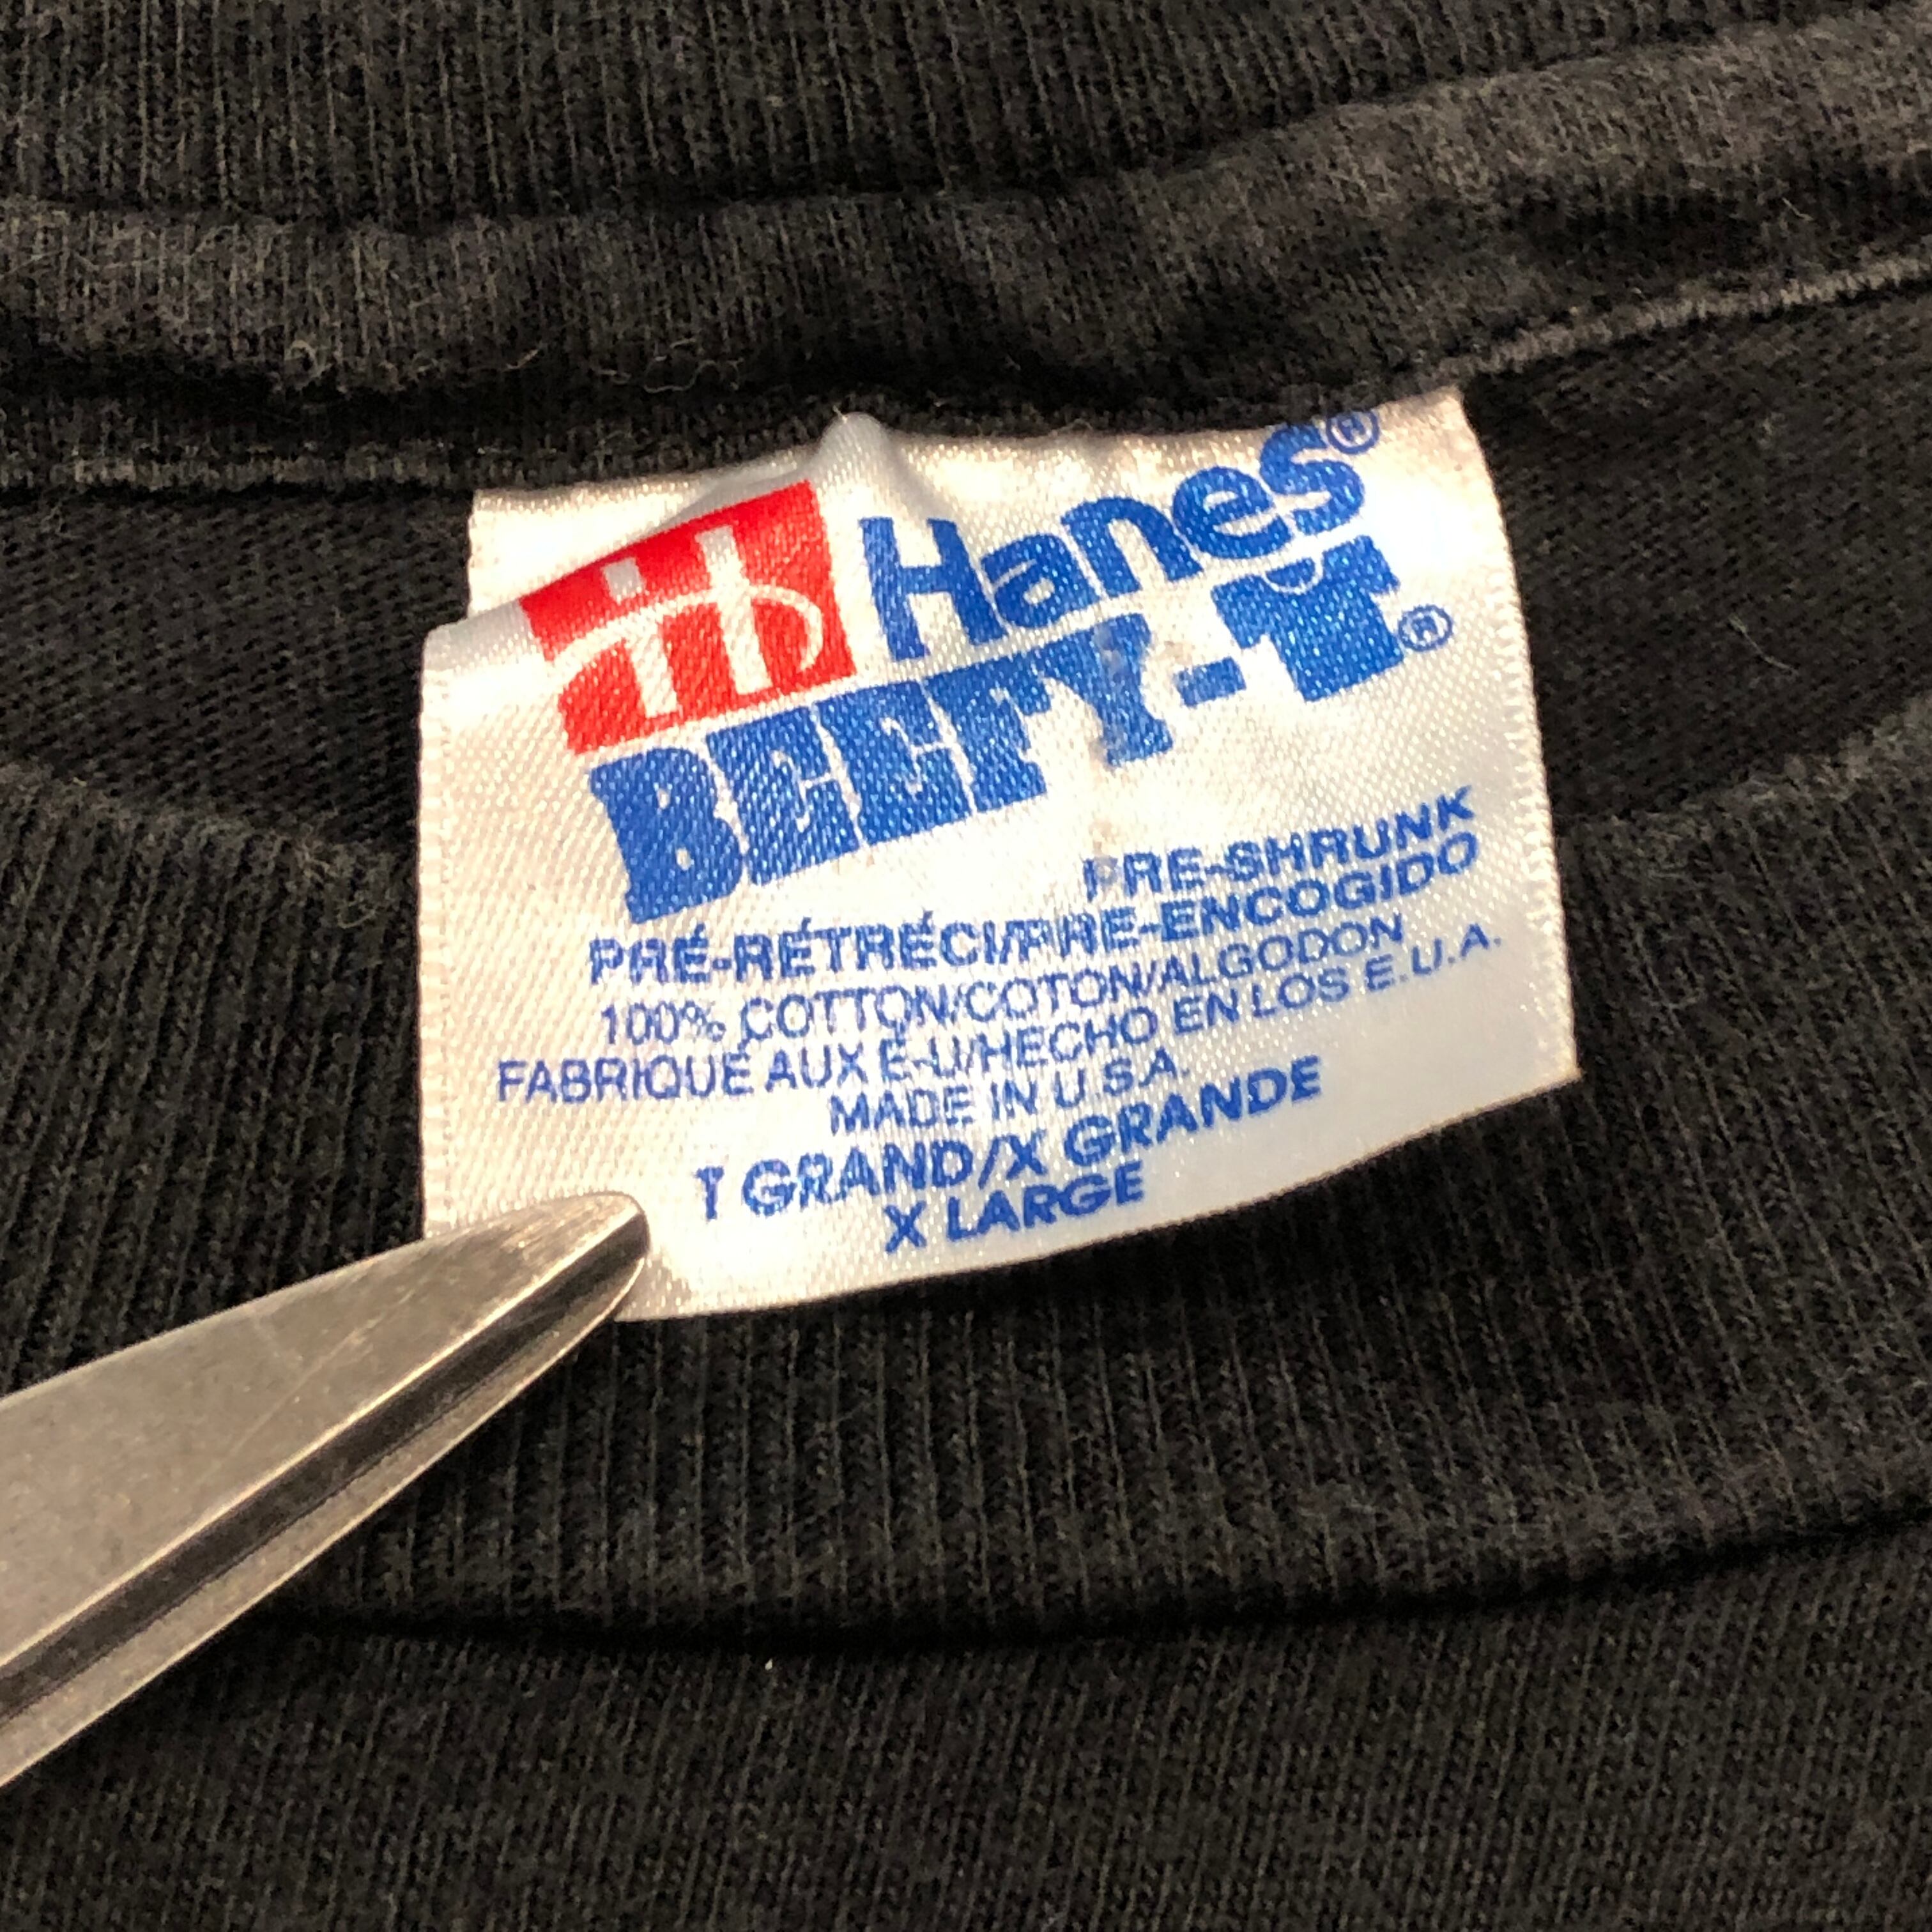 Hanes®
BEEFY-T®
PRE-SHRUNK
PRÉ-RÉTRÉCI/PRE-ENCOGIDO
100% COTTON/COTON/ALGODON
FABRIQUÉ AUX É-U/HECHO EN LOS E.U.A.
MADE IN U.S.A.
T GRAND/X GRANDE
X LARGE